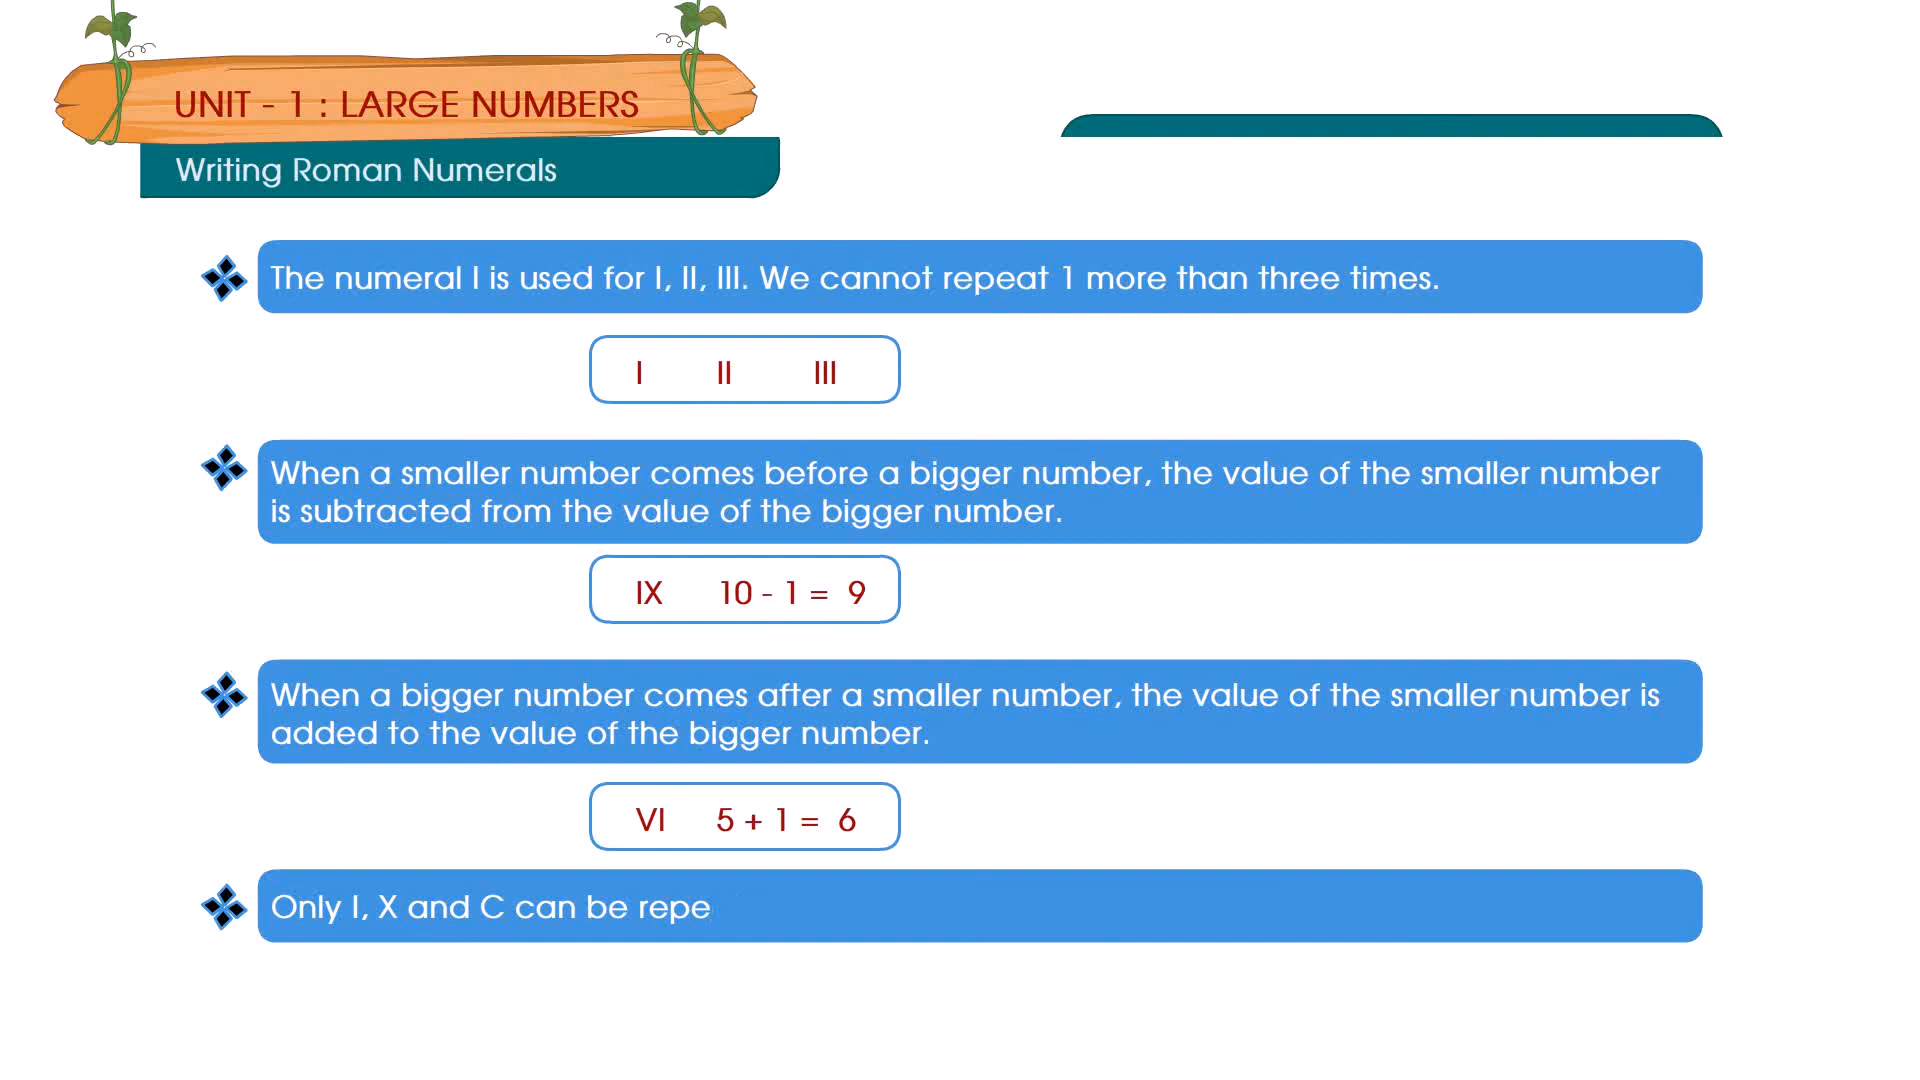 UNIT - 1 : LARGE NUMBERS
Writing Roman Numerals
The numeral I is used for I, II, III. We cannot repeat 1 more than three times.
I II III
When a smaller number comes before a bigger number, the value of the smaller number
is subtracted from the value of the bigger number.
IX 10 - 1 = 9
When a bigger number comes after a smaller number, the value of the smaller number is
added to the value of the bigger number.
VI 5 + 1 = 6
Only I, X and C can be repe